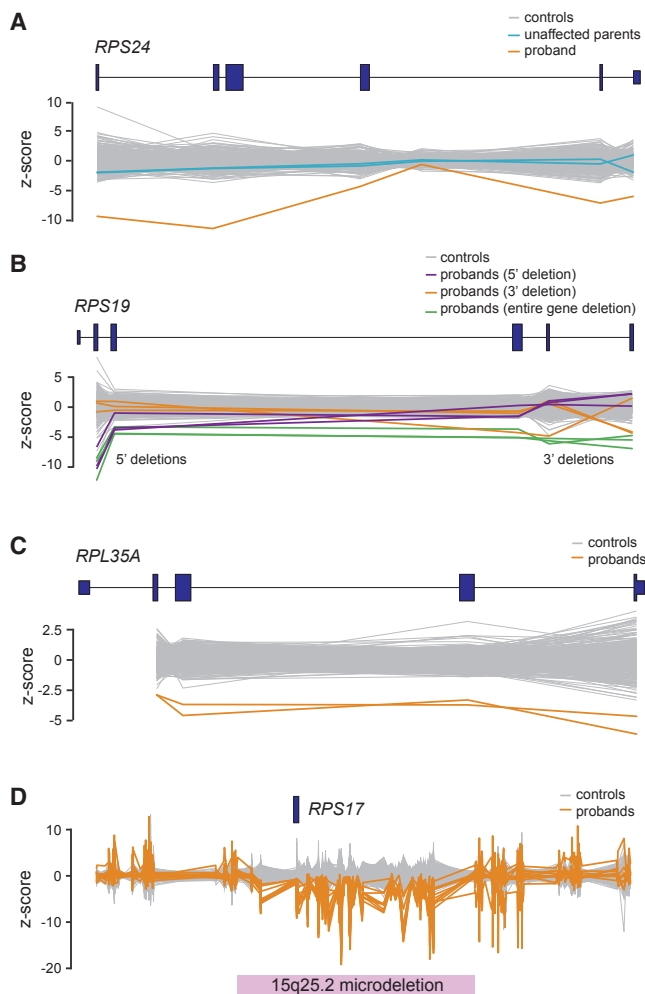 A
RPS24
controls
unaffected parents
proband
z-score
10
5
0
-5
-10
B
RPS19
controls
probands (5' deletion)
probands (3' deletion)
probands (entire gene deletion)
z-score
5
0
-5
-10
5' deletions
3' deletions
C
RPL35A
controls
probands
z-score
2.5
0
-2.5
-5
D
RPS17
controls
probands
z-score
10
0
-10
-20
15q25.2 microdeletion